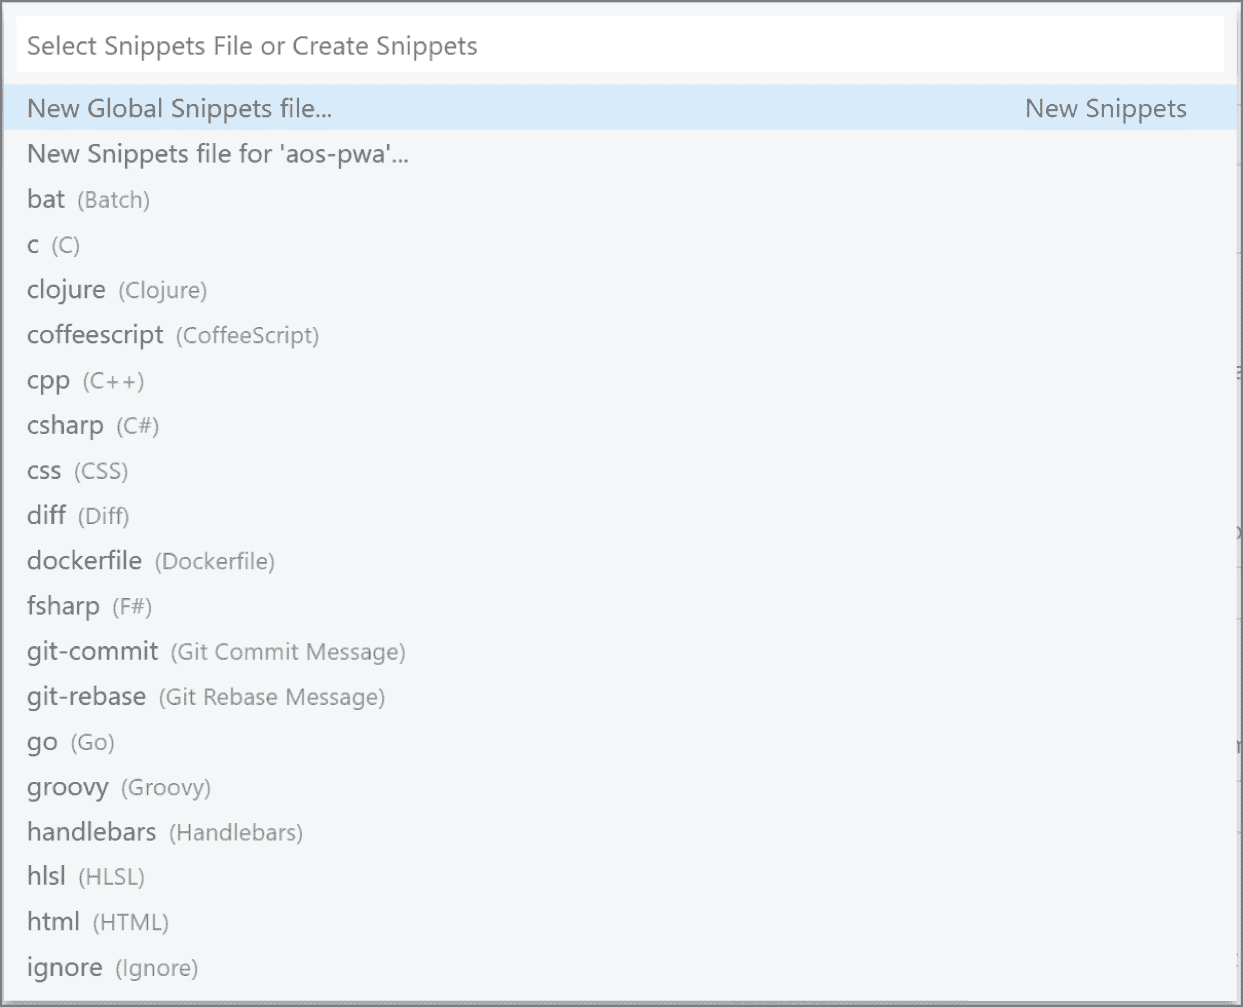 Select Snippets File or Create Snippets
New Global Snippets file... New Snippets
New Snippets file for 'aos-pwa'...
bat (Batch)
c (C)
clojure (Clojure)
coffeescript (CoffeeScript)
cpp (C++)
csharp (C#)
css (CSS)
diff (Diff)
dockerfile (Dockerfile)
fsharp (F#)
git-commit (Git Commit Message)
git-rebase (Git Rebase Message)
go (Go)
groovy (Groovy)
handlebars (Handlebars)
hlsl (HLSL)
html (HTML)
ignore (Ignore)